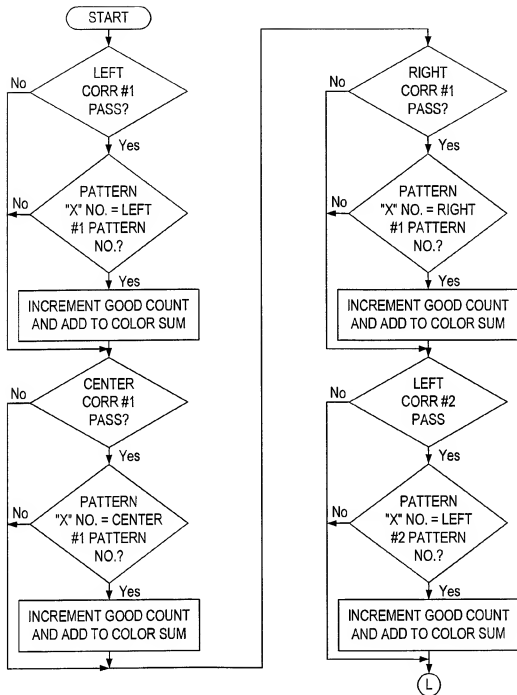 START
LEFT
CORR #1
PASS?
No
Yes
PATTERN
"X" NO. = LEFT
#1 PATTERN
NO.?
No
Yes
INCREMENT GOOD COUNT
AND ADD TO COLOR SUM
CENTER
CORR #1
PASS?
No
Yes
PATTERN
"X" NO. = CENTER
#1 PATTERN
NO.?
No
Yes
INCREMENT GOOD COUNT
AND ADD TO COLOR SUM
RIGHT
CORR #1
PASS?
No
Yes
PATTERN
"X" NO. = RIGHT
#1 PATTERN
NO.?
No
Yes
INCREMENT GOOD COUNT
AND ADD TO COLOR SUM
LEFT
CORR #2
PASS
No
Yes
PATTERN
"X" NO. = LEFT
#2 PATTERN
NO.?
No
Yes
INCREMENT GOOD COUNT
AND ADD TO COLOR SUM
L